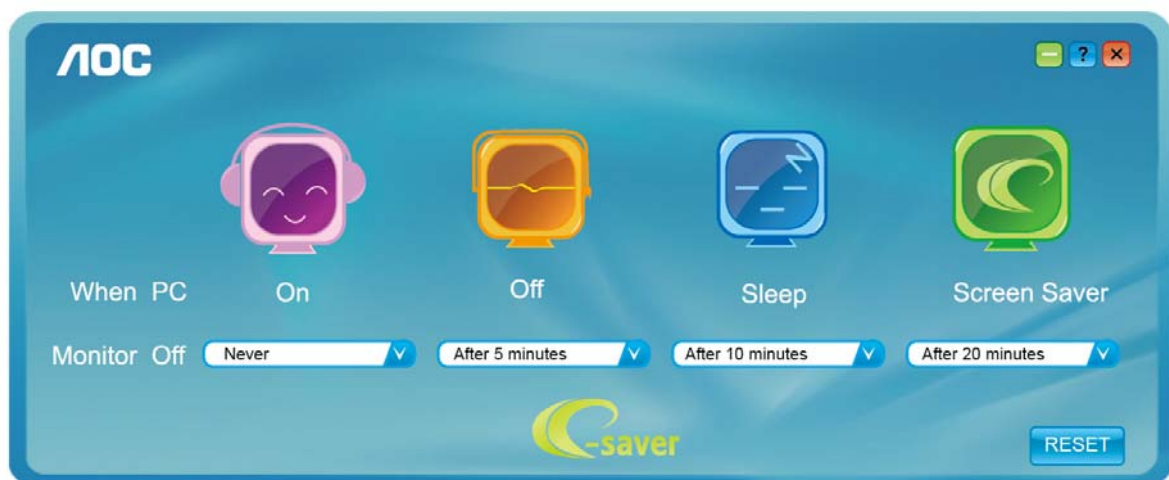 AOC
?
When PC On Off Sleep Screen Saver
Monitor Off Never After 5 minutes After 10 minutes After 20 minutes
e-saver
RESET